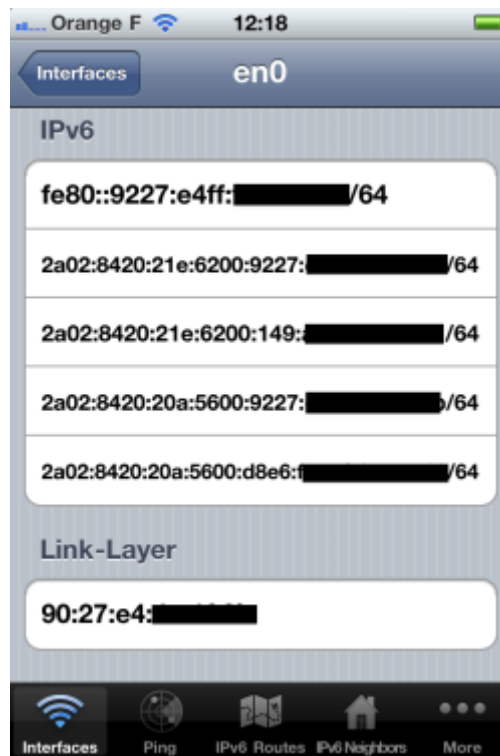 Orange F 12:18
Interfaces en0
IPv6
fe80::9227:e4ff: /64
2a02:8420:21e:6200:9227: /64
2a02:8420:21e:6200:149: /64
2a02:8420:20a:5600:9227: /64
2a02:8420:20a:5600:d8e6:f /64
Link-Layer
90:27:e4:
Interfaces Ping IPv6 Routes IPv6 Neighbors More